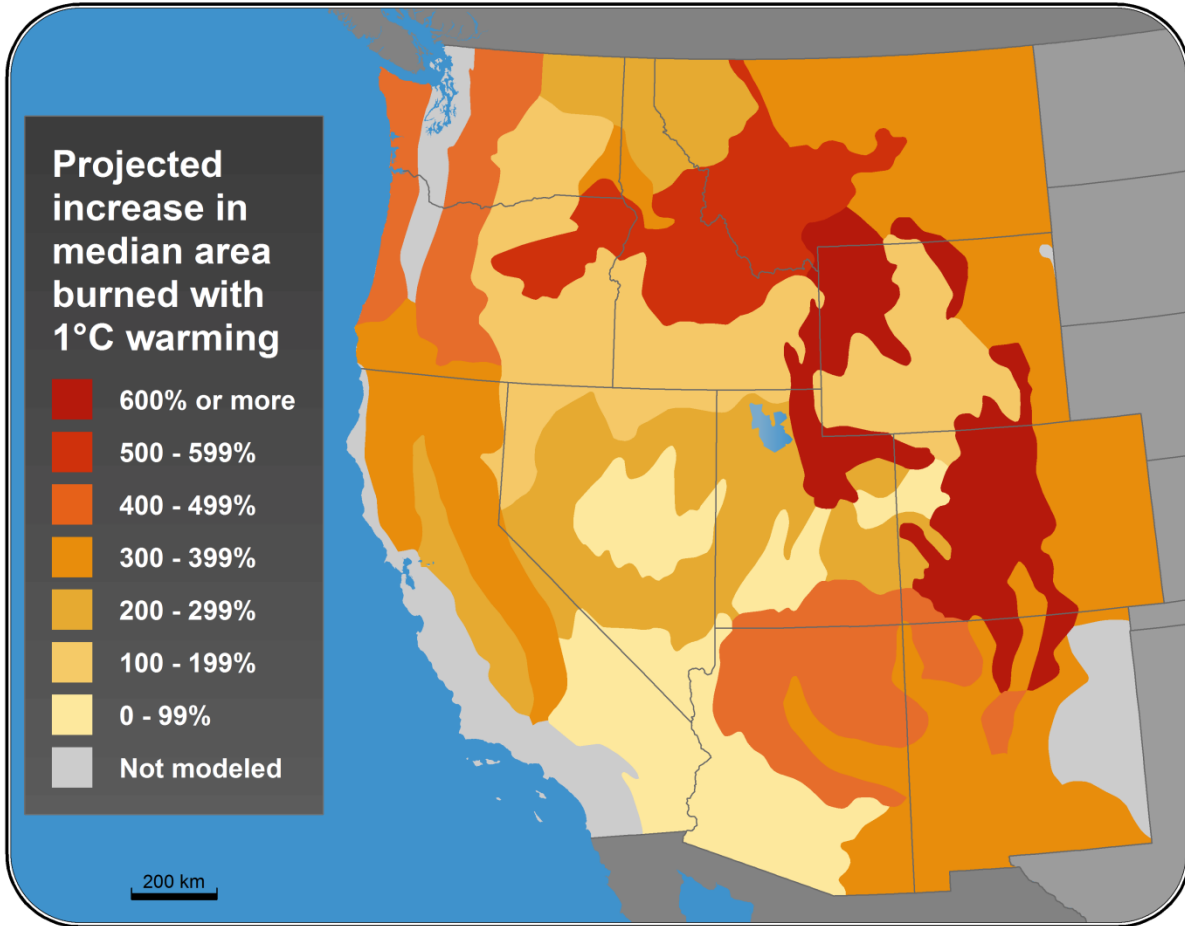 Projected
increase in
median area
burned with
1°C warming
600% or more
500 - 599%
400 - 499%
300 - 399%
200 - 299%
100 - 199%
0 - 99%
Not modeled
200 km